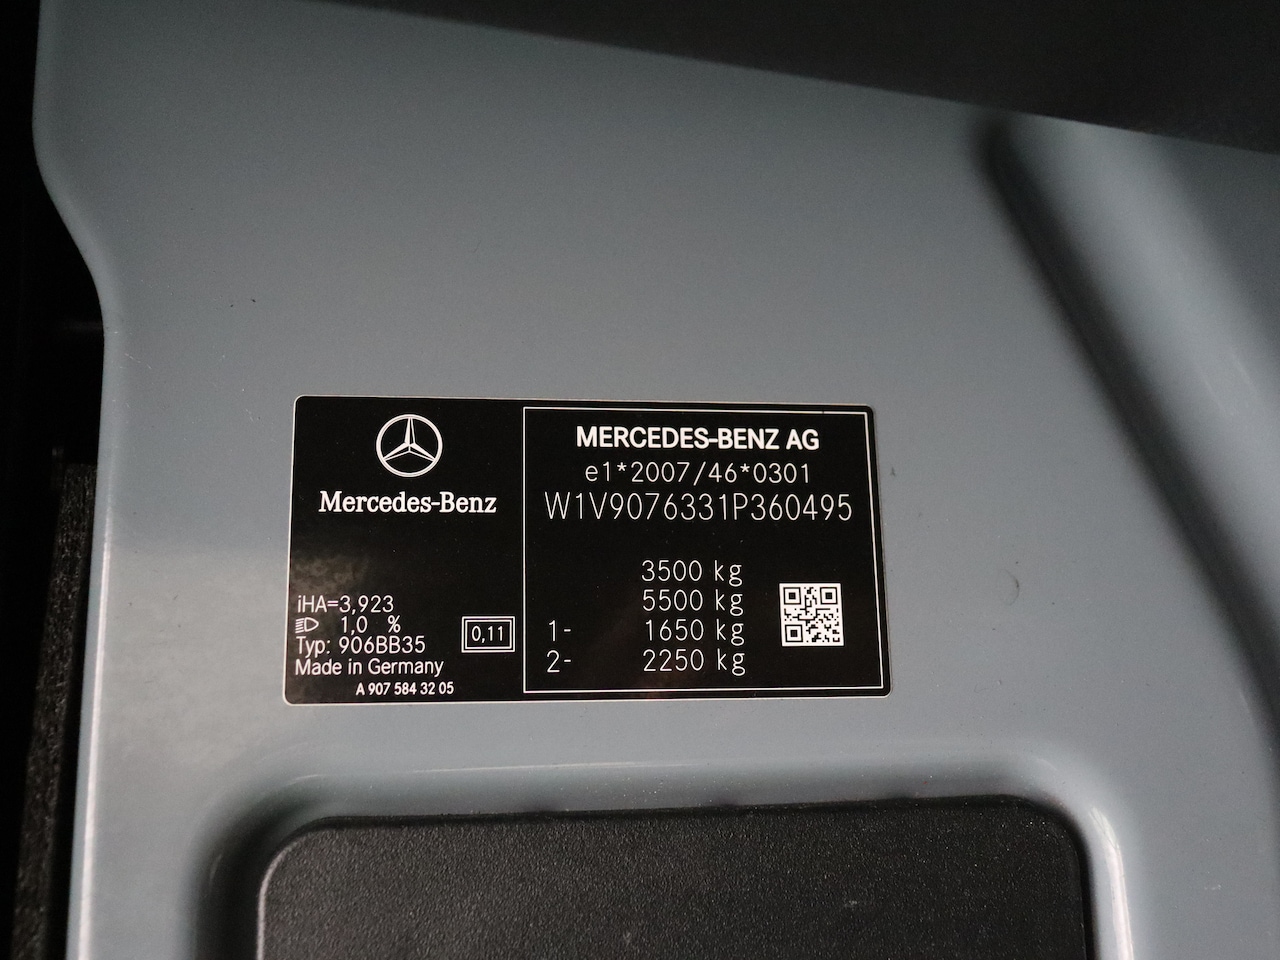 Mercedes-Benz
MERCEDES-BENZ AG
e1*2007/46*0301
W1V9076331P360495
3500 kg
5500 kg
1- 1650 kg
2- 2250 kg
iHA=3,923
1,0 %
Typ: 906BB35
Made in Germany
0,11
A 907 584 32 05